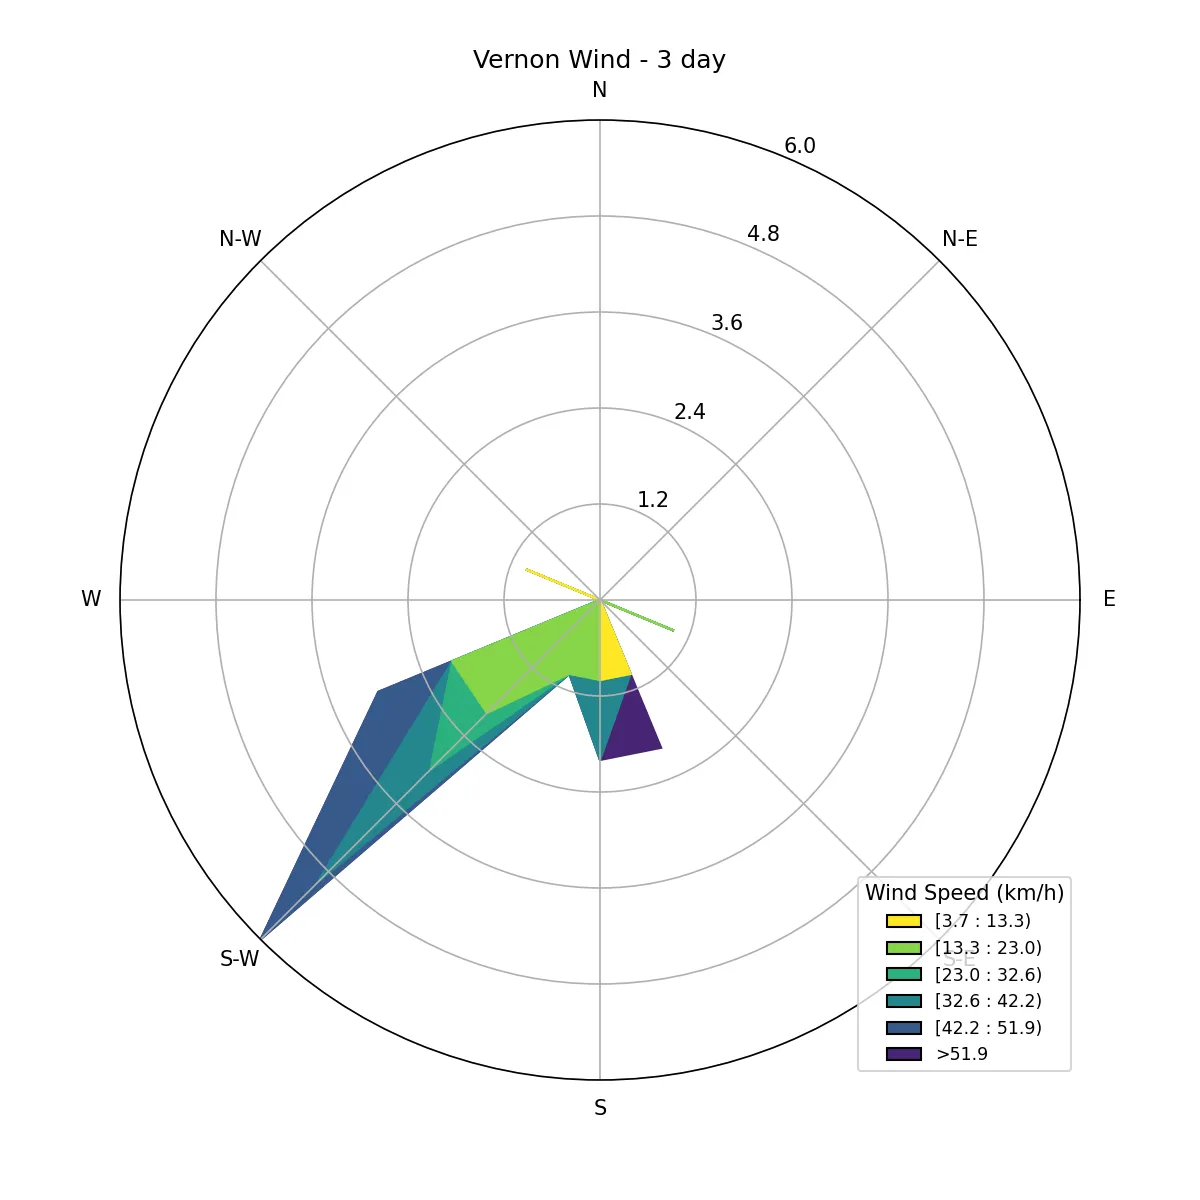 Vernon Wind - 3 day
N
6.0
N-W
N-E
4.8
3.6
2.4
1.2
W
E
S-W
S-E
Wind Speed (km/h)
[3.7 : 13.3)
[13.3 : 23.0)
[23.0 : 32.6)
[32.6 : 42.2)
[42.2 : 51.9)
>51.9
S